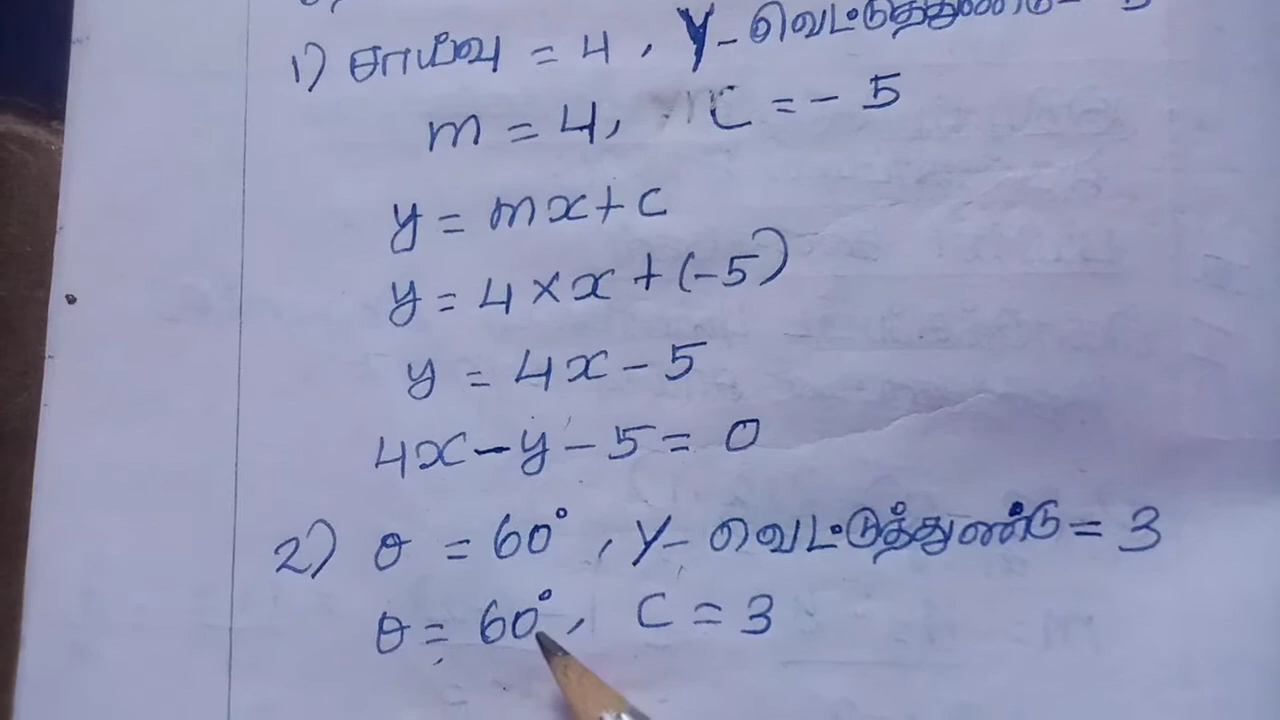 1) சாய்வு = 4, Y- வெட்டுத்துண்டு =
m = 4, C = - 5
y = mx + c
y = 4 × x + (-5)
y = 4x - 5
4x - y - 5 = 0
2) θ = 60°, Y- வெட்டுத்துண்டு = 3
θ = 60°, C = 3